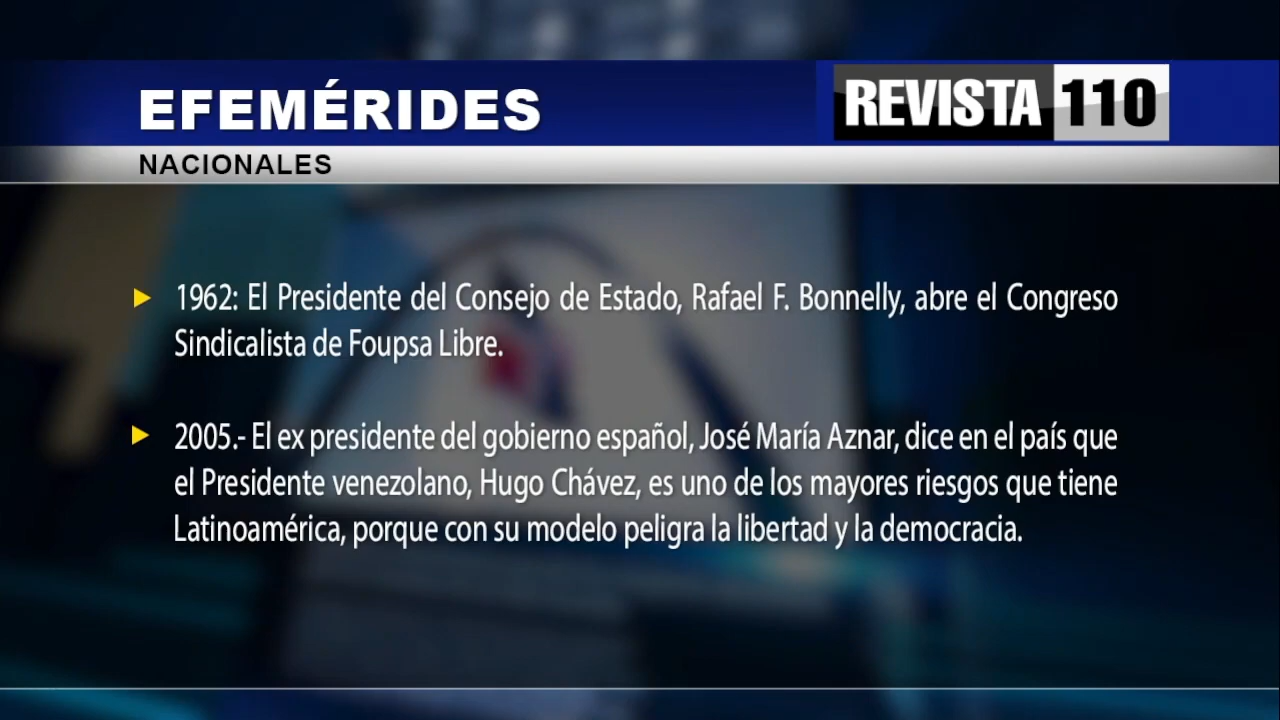 EFEMÉRIDES
REVISTA 110
NACIONALES
1962: El Presidente del Consejo de Estado, Rafael F. Bonnelly, abre el Congreso
Sindicalista de Foupsa Libre.
2005.- El ex presidente del gobierno español, José María Aznar, dice en el país que
el Presidente venezolano, Hugo Chávez, es uno de los mayores riesgos que tiene
Latinoamérica, porque con su modelo peligra la libertad y la democracia.